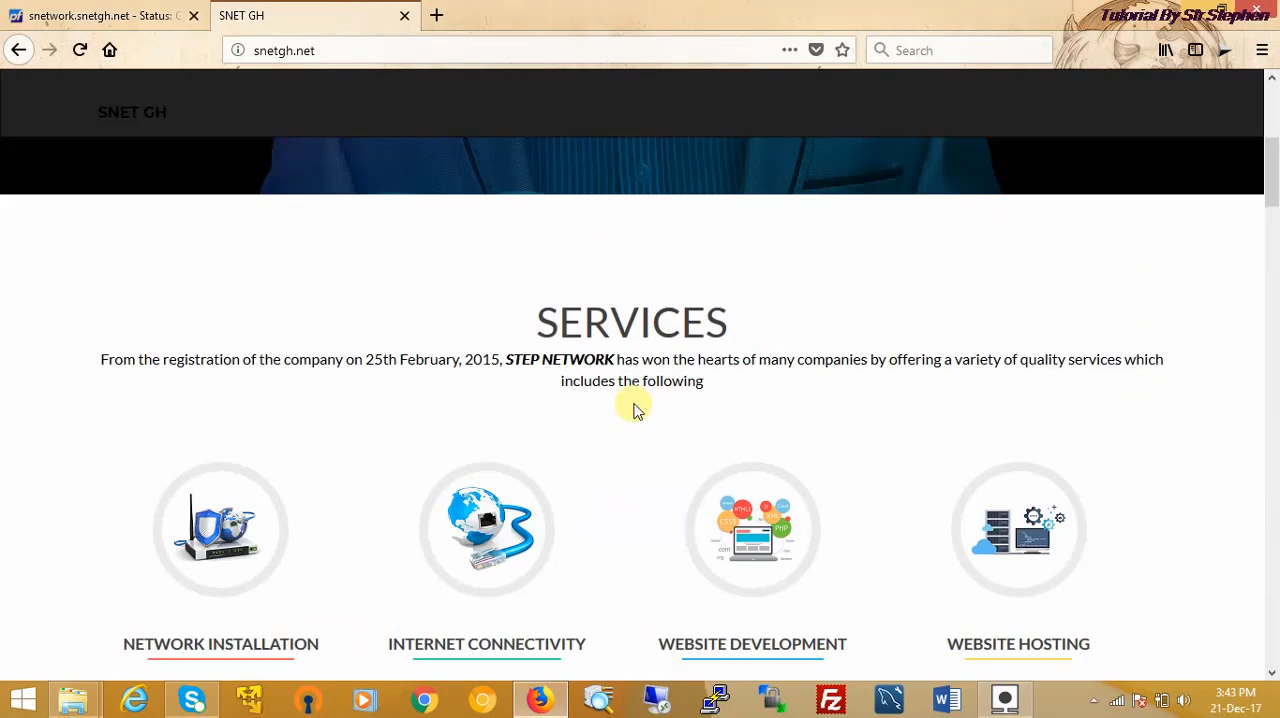 snetwork.snetgh.net - Status: C
SNET GH
Tutorial By Sir Stephen
snetgh.net
Search
SNET GH
SERVICES
From the registration of the company on 25th February, 2015, STEP NETWORK has won the hearts of many companies by offering a variety of quality services which
includes the following
NETWORK INSTALLATION
INTERNET CONNECTIVITY
WEBSITE DEVELOPMENT
WEBSITE HOSTING
3:43 PM
21-Dec-17